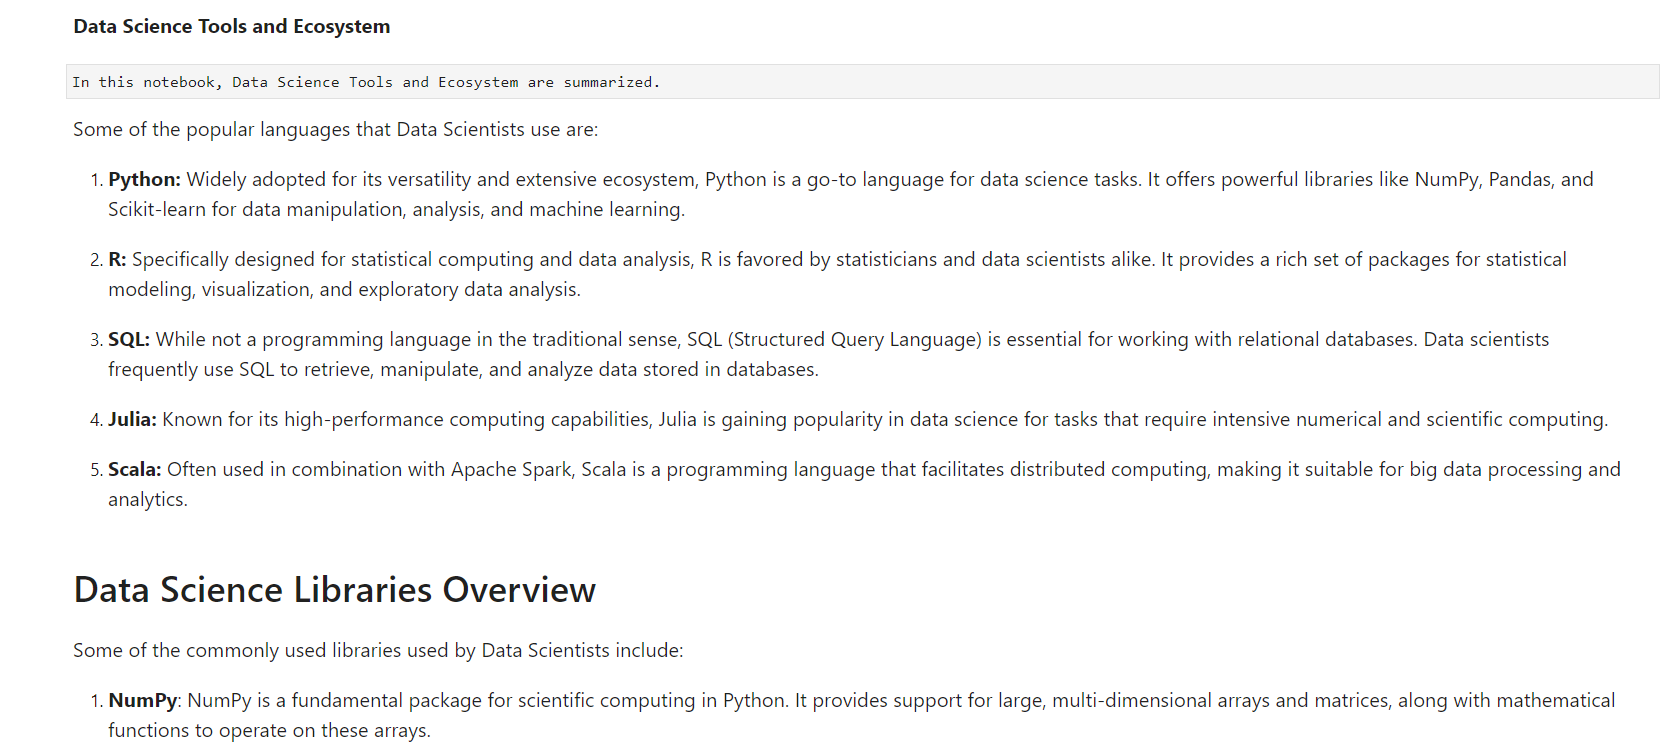 Data Science Tools and Ecosystem
In this notebook, Data Science Tools and Ecosystem are summarized.
Some of the popular languages that Data Scientists use are:
1. Python: Widely adopted for its versatility and extensive ecosystem, Python is a go-to language for data science tasks. It offers powerful libraries like NumPy, Pandas, and
Scikit-learn for data manipulation, analysis, and machine learning.
2. R: Specifically designed for statistical computing and data analysis, R is favored by statisticians and data scientists alike. It provides a rich set of packages for statistical
modeling, visualization, and exploratory data analysis.
3. SQL: While not a programming language in the traditional sense, SQL (Structured Query Language) is essential for working with relational databases. Data scientists
frequently use SQL to retrieve, manipulate, and analyze data stored in databases.
4. Julia: Known for its high-performance computing capabilities, Julia is gaining popularity in data science for tasks that require intensive numerical and scientific computing.
5. Scala: Often used in combination with Apache Spark, Scala is a programming language that facilitates distributed computing, making it suitable for big data processing and
analytics.
Data Science Libraries Overview
Some of the commonly used libraries used by Data Scientists include:
1. NumPy: NumPy is a fundamental package for scientific computing in Python. It provides support for large, multi-dimensional arrays and matrices, along with mathematical
functions to operate on these arrays.